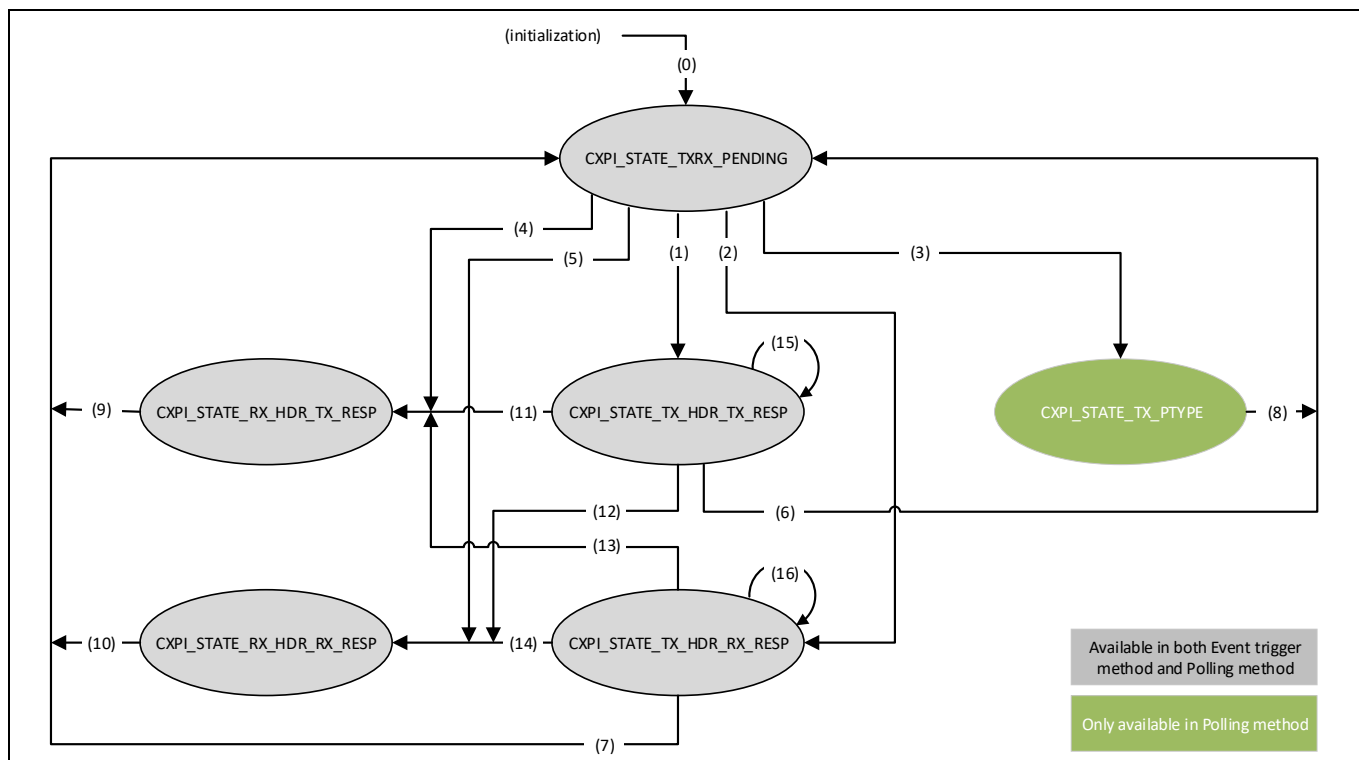 (initialization)
(0)
CXPI_STATE_TXRX_PENDING
(4)
(5)
(1)
(2)
(3)
(15)
(9)
CXPI_STATE_RX_HDR_TX_RESP
(11)
CXPI_STATE_TX_HDR_TX_RESP
CXPI_STATE_TX_PTYPE
(8)
(12)
(6)
(13)
(16)
(10)
CXPI_STATE_RX_HDR_RX_RESP
(14)
CXPI_STATE_TX_HDR_RX_RESP
(7)
Available in both Event trigger
method and Polling method
Only available in Polling method